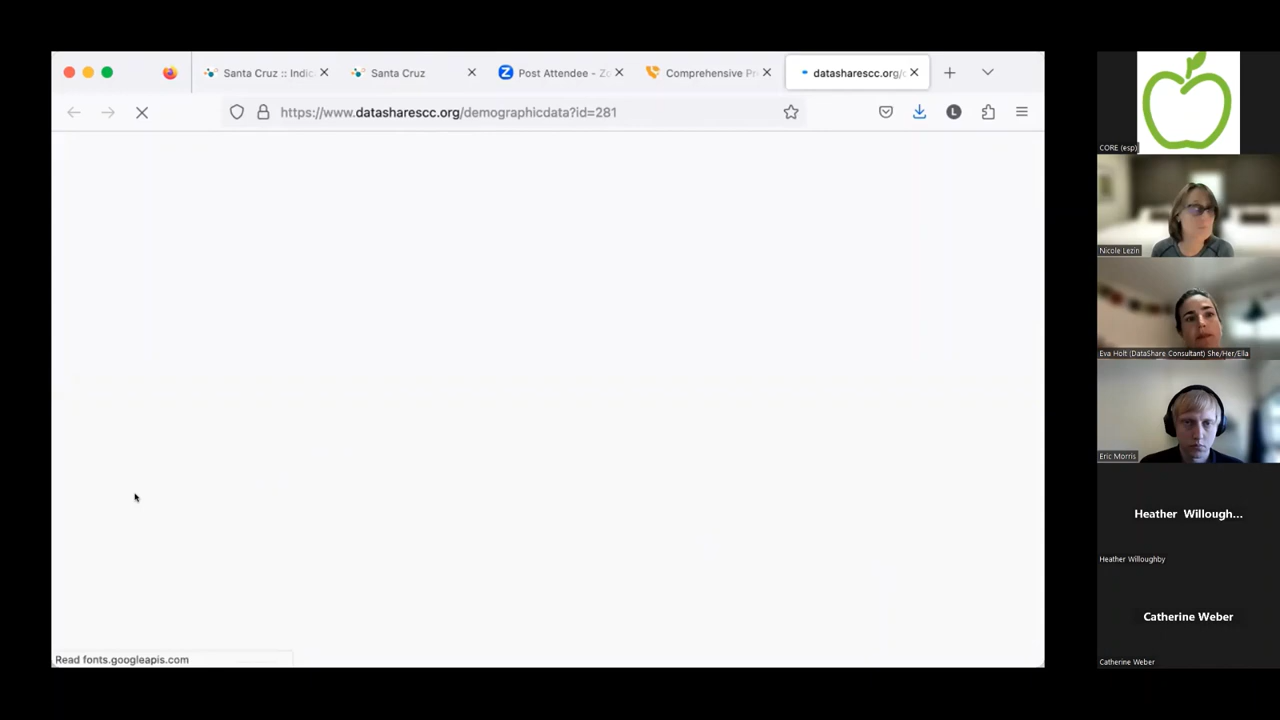 Santa Cruz :: Indic
Santa Cruz
Post Attendee - Zo
Comprehensive Pr
datasharescc.org/
https://www.datasharescc.org/demographicdata?id=281
L
Read fonts.googleapis.com
CORE (esp)
Nicole Lezin
Eva Holt (DataShare Consultant) She/Her/Ella
Eric Morris
Heather Willough...
Heather Willoughby
Catherine Weber
Catherine Weber